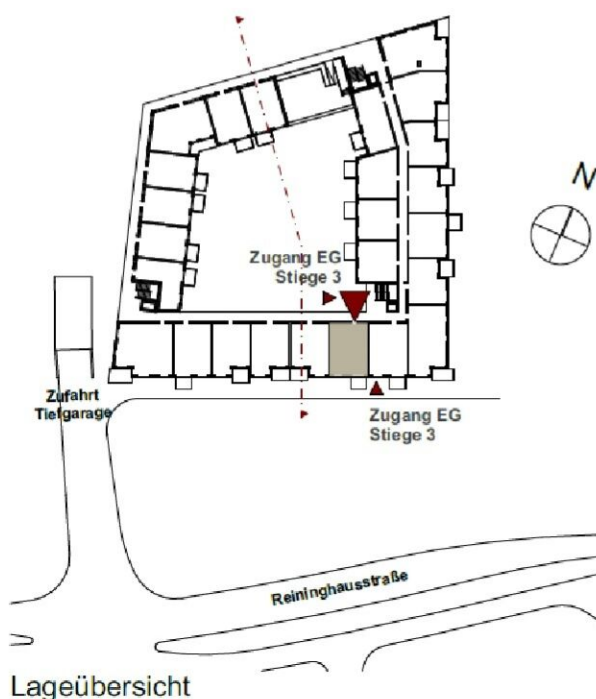 N
Zugang EG
Stiege 3
Zufahrt
Tiefgarage
Zugang EG
Stiege 3
Reininghausstraße
Lageübersicht